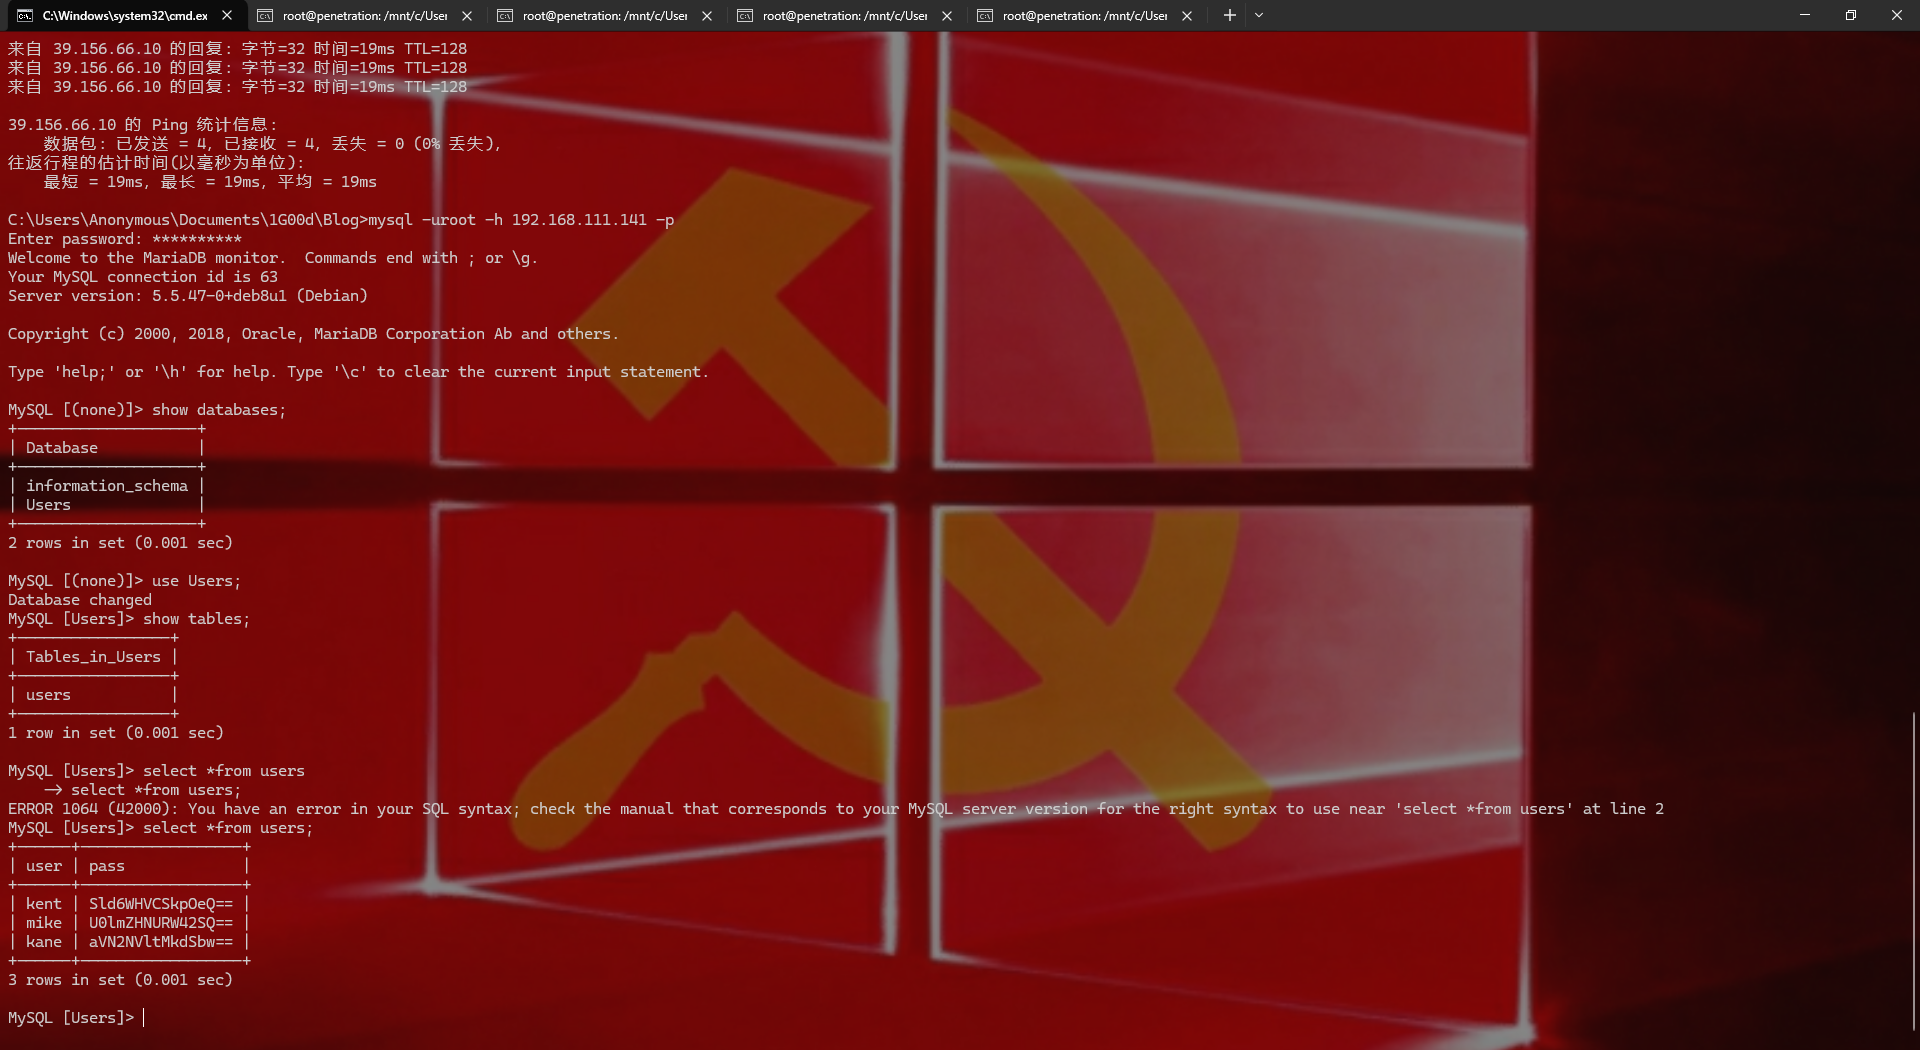 C:\Windows\system32\cmd.ex
root@penetration: /mnt/c/User
root@penetration: /mnt/c/User
root@penetration: /mnt/c/User
root@penetration: /mnt/c/User
来自 39.156.66.10 的回复: 字节=32 时间=19ms TTL=128
来自 39.156.66.10 的回复: 字节=32 时间=19ms TTL=128
来自 39.156.66.10 的回复: 字节=32 时间=19ms TTL=128
39.156.66.10 的 Ping 统计信息:
数据包: 已发送 = 4, 已接收 = 4, 丢失 = 0 (0% 丢失),
往返行程的估计时间(以毫秒为单位):
最短 = 19ms, 最长 = 19ms, 平均 = 19ms
C:\Users\Anonymous\Documents\1G00d\Blog>mysql -uroot -h 192.168.111.141 -p
Enter password: **********
Welcome to the MariaDB monitor.  Commands end with ; or \g.
Your MySQL connection id is 63
Server version: 5.5.47-0+deb8u1 (Debian)
Copyright (c) 2000, 2018, Oracle, MariaDB Corporation Ab and others.
Type 'help;' or '\h' for help. Type '\c' to clear the current input statement.
MySQL [(none)]> show databases;
+--------------------+
| Database           |
+--------------------+
| information_schema |
| Users              |
+--------------------+
2 rows in set (0.001 sec)
MySQL [(none)]> use Users;
Database changed
MySQL [Users]> show tables;
+-----------------+
| Tables_in_Users |
+-----------------+
| users           |
+-----------------+
1 row in set (0.001 sec)
MySQL [Users]> select *from users
-> select *from users;
ERROR 1064 (42000): You have an error in your SQL syntax; check the manual that corresponds to your MySQL server version for the right syntax to use near 'select *from users' at line 2
MySQL [Users]> select *from users;
+------+------------------+
| user | pass             |
+------+------------------+
| kent | Sld6WHVCSkpOeQ== |
| mike | U0lmZHNURW42SQ== |
| kane | aVN2NVltMkdSbw== |
+------+------------------+
3 rows in set (0.001 sec)
MySQL [Users]>